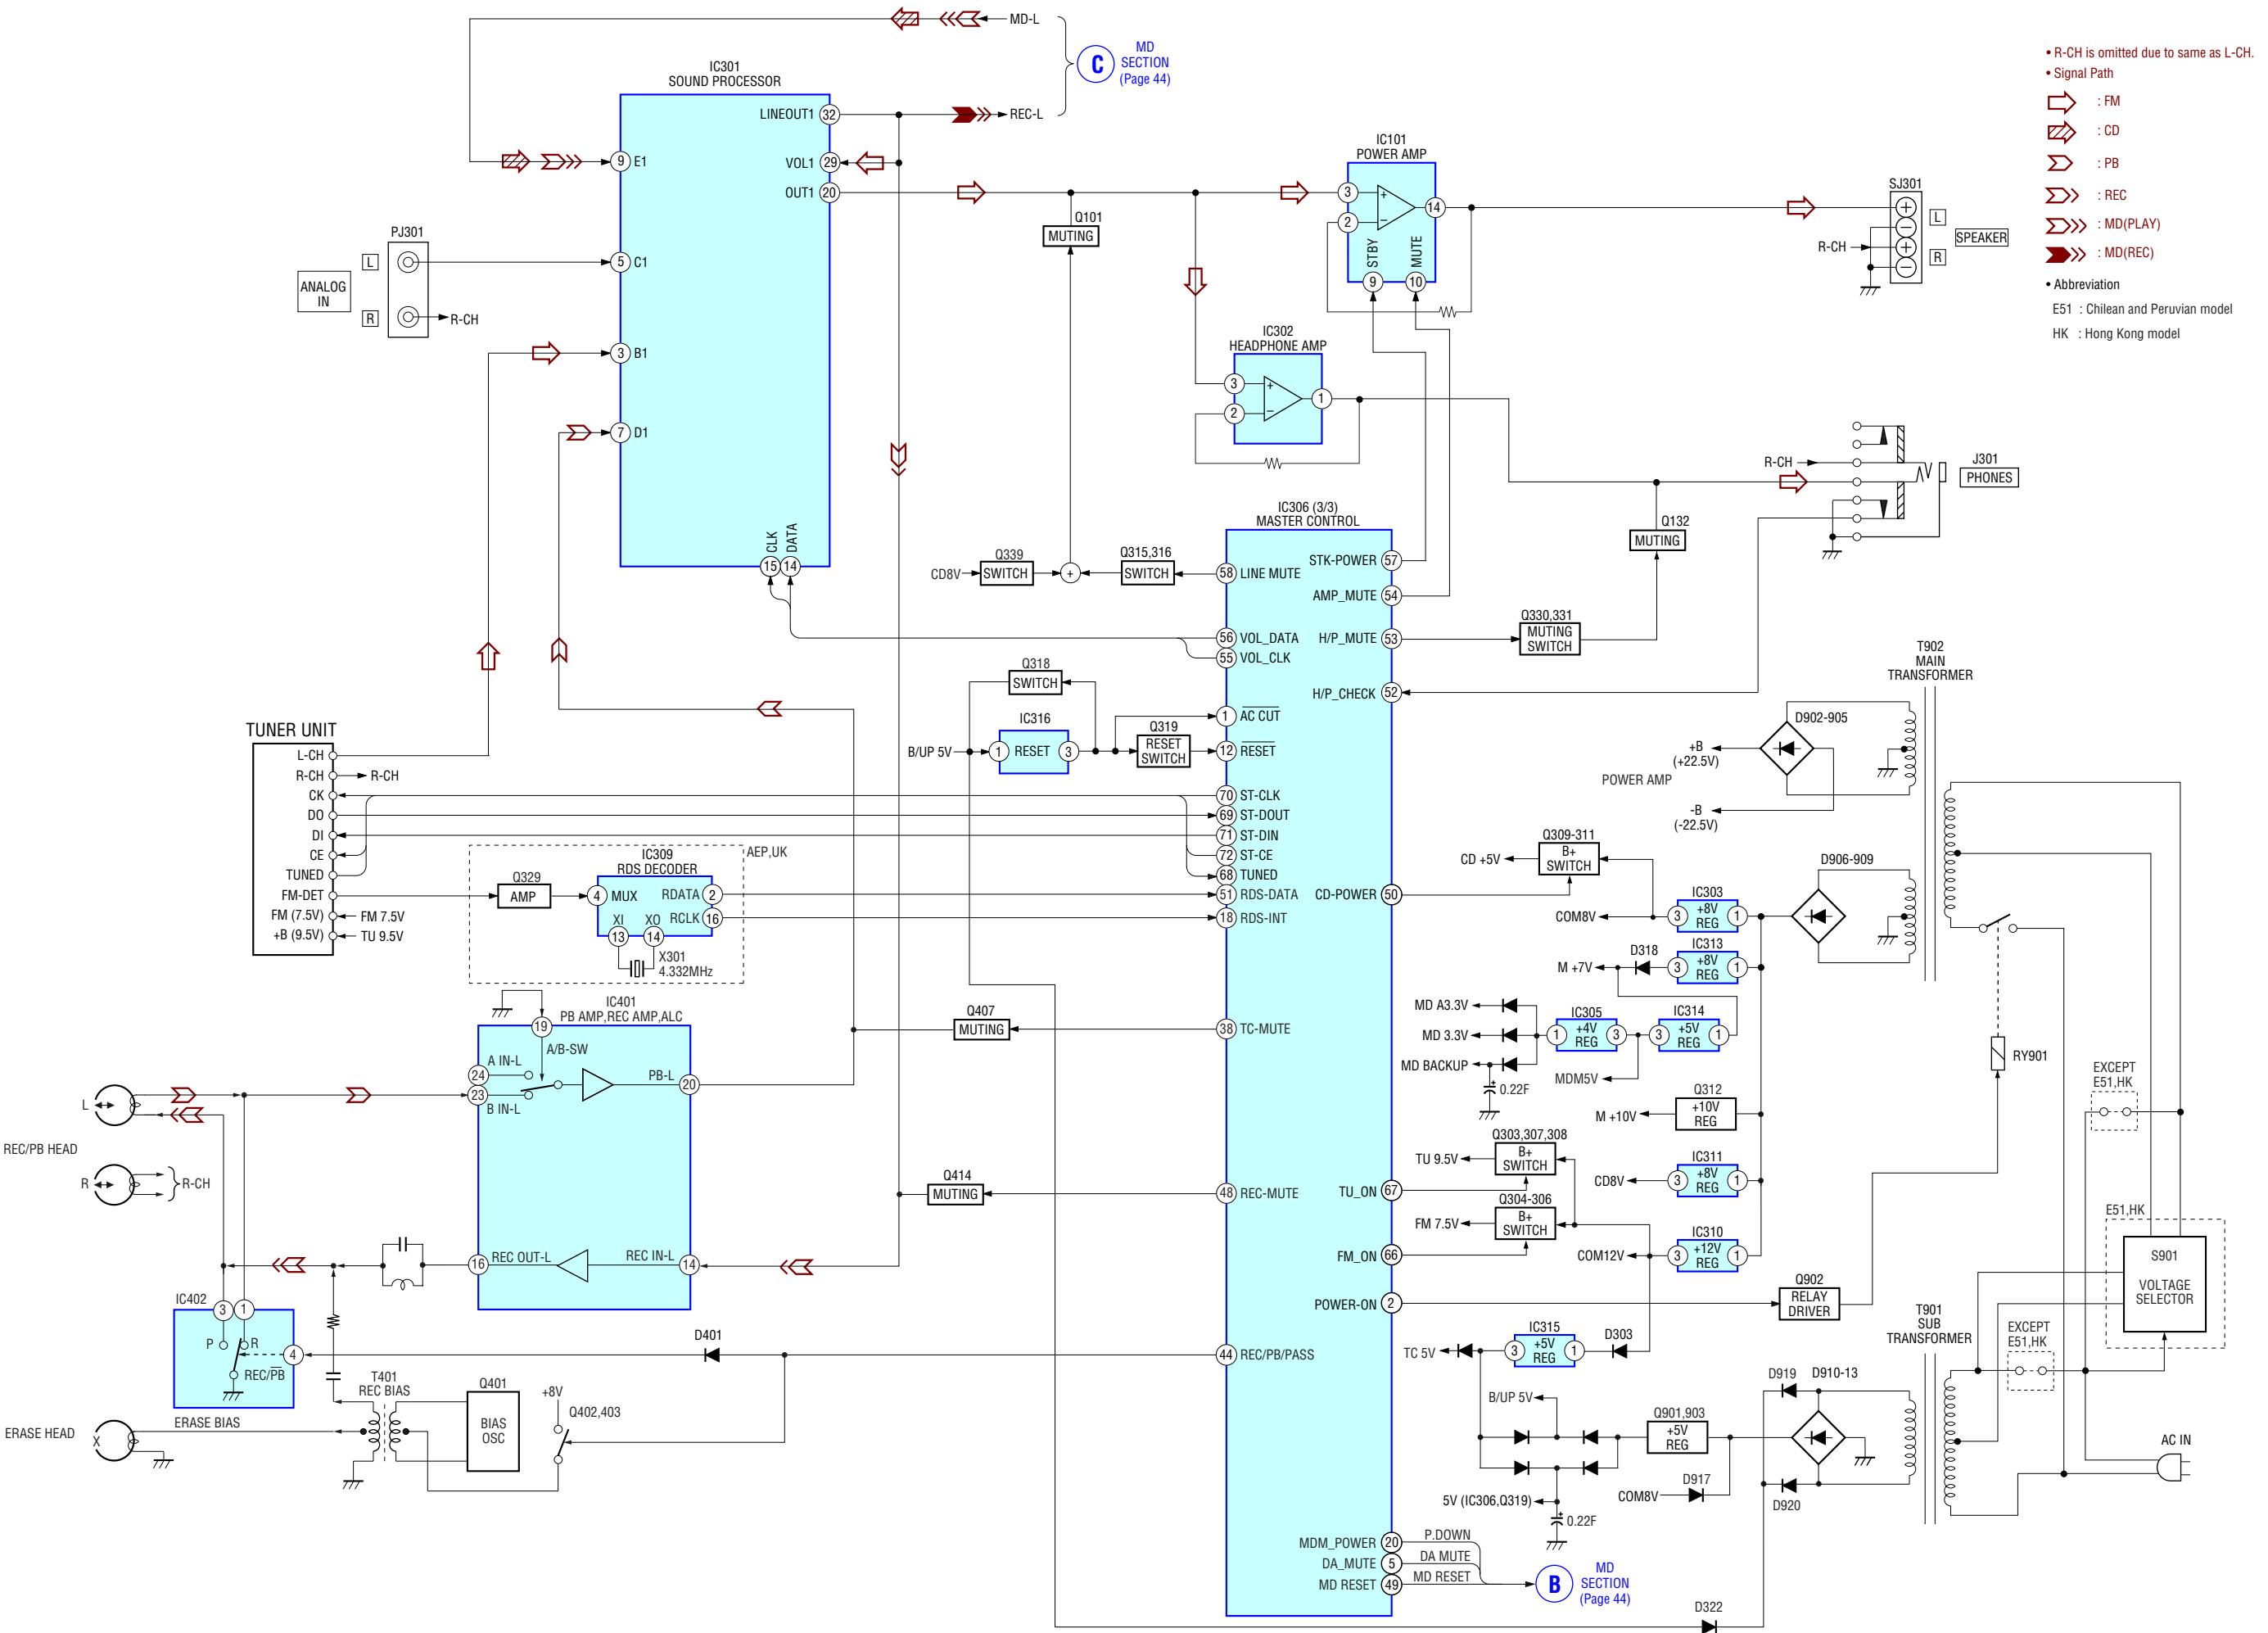 MD-L
MD
SECTION
(Page 44)
C
REC-L
• R-CH is omitted due to same as L-CH.
• Signal Path
: FM
: CD
: PB
: REC
: MD(PLAY)
: MD(REC)
• Abbreviation
E51 : Chilean and Peruvian model
HK : Hong Kong model
IC301
SOUND PROCESSOR
LINEOUT1 32
9 E1
VOL1 29
OUT1 20
5 C1
3 B1
7 D1
CLK DATA
15 14
PJ301
ANALOG
IN
L
R
R-CH
Q101
MUTING
IC101
POWER AMP
3
+
2
−
14
STBY MUTE
9 10
SJ301
+
−
+
−
L
R
SPEAKER
R-CH
IC302
HEADPHONE AMP
3
+
2
−
1
R-CH
J301
PHONES
Q132
MUTING
Q339
CD8V
SWITCH
+
Q315,316
SWITCH
IC306 (3/3)
MASTER CONTROL
58 LINE MUTE
56 VOL_DATA
55 VOL_CLK
1 AC CUT
12 RESET
70 ST-CLK
69 ST-DOUT
71 ST-DIN
72 ST-CE
68 TUNED
51 RDS-DATA
18 RDS-INT
38 TC-MUTE
48 REC-MUTE
44 REC/PB/PASS
STK-POWER 57
AMP_MUTE 54
H/P_MUTE 53
H/P_CHECK 52
CD-POWER 50
TU_ON 67
FM_ON 66
POWER-ON 2
MDM_POWER 20
DA_MUTE 5
MD RESET 49
P.DOWN
DA MUTE
MD RESET
B
MD
SECTION
(Page 44)
Q330,331
MUTING
SWITCH
Q318
SWITCH
IC316
B/UP 5V
1 RESET 3
Q319
RESET
SWITCH
TUNER UNIT
L-CH
R-CH
R-CH
CK
DO
DI
CE
TUNED
FM-DET
FM (7.5V)
FM 7.5V
+B (9.5V)
TU 9.5V
AEP,UK
Q329
AMP
IC309
RDS DECODER
4 MUX
RDATA 2
RCLK 16
XI XO
13 14
X301
4.332MHz
IC401
PB AMP,REC AMP,ALC
19
A/B-SW
A IN-L
24
23
B IN-L
PB-L
20
REC OUT-L
16
REC IN-L
14
Q407
MUTING
Q414
MUTING
L
REC/PB HEAD
R
R-CH
IC402
3 1
P R
4
REC/PB
ERASE HEAD
X
ERASE BIAS
T401
REC BIAS
Q401
BIAS
OSC
+8V
Q402,403
D401
T902
MAIN
TRANSFORMER
D902-905
+B
(+22.5V)
POWER AMP
-B
(-22.5V)
Q309-311
CD +5V
B+
SWITCH
D906-909
COM8V
IC303
3 +8V
REG 1
D318
M +7V
IC313
3 +8V
REG 1
MD A3.3V
MD 3.3V
MD BACKUP
0.22F
IC305
1 +4V
REG 3
IC314
3 +5V
REG 1
MDM5V
Q312
M +10V
+10V
REG
Q303,307,308
TU 9.5V
B+
SWITCH
IC311
CD8V
3 +8V
REG 1
Q304-306
FM 7.5V
B+
SWITCH
IC310
COM12V
3 +12V
REG 1
RY901
EXCEPT
E51,HK
E51,HK
S901
VOLTAGE
SELECTOR
Q902
RELAY
DRIVER
T901
SUB
TRANSFORMER
EXCEPT
E51,HK
IC315
TC 5V
3 +5V
REG 1
D303
B/UP 5V
Q901,903
+5V
REG
D919
D910-13
D920
D917
COM8V
5V (IC306,Q319)
0.22F
AC IN
D322